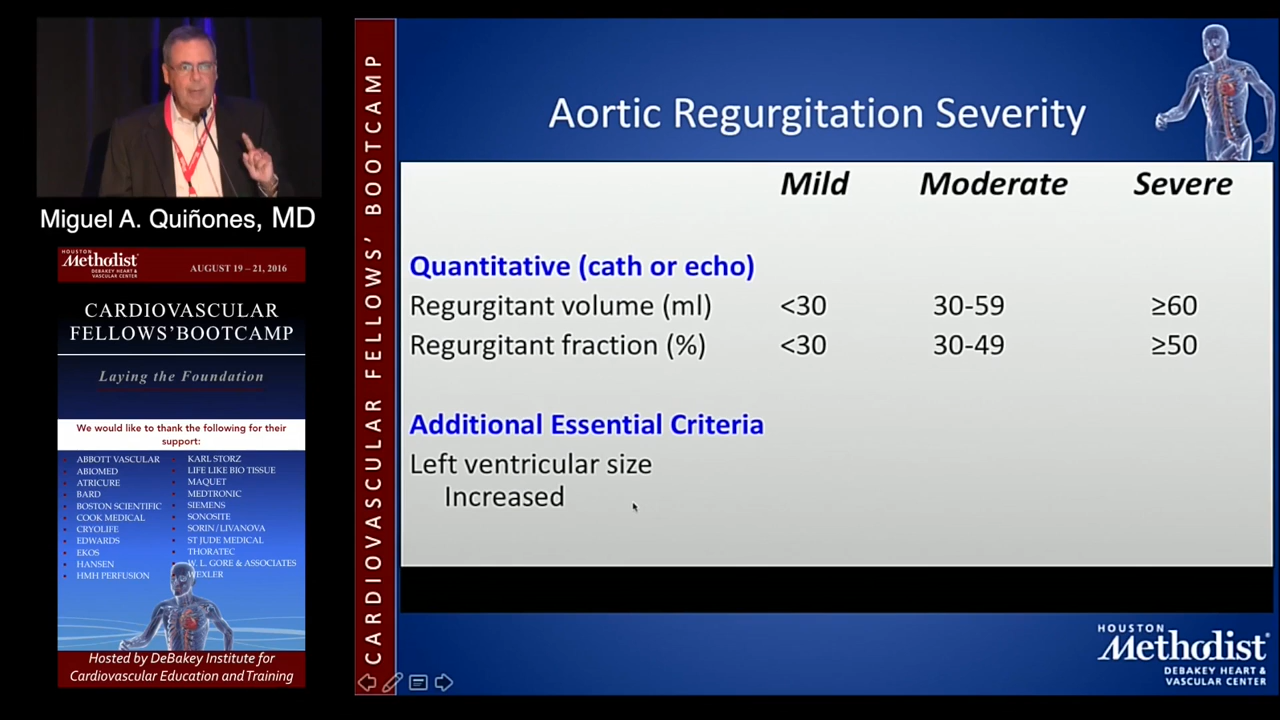 Miguel A. Quiñones, MD
HOUSTON
Methodist
DEBAKEY HEART &
VASCULAR CENTER
AUGUST 19 – 21, 2016
CARDIOVASCULAR
FELLOWS'BOOTCAMP
Laying the Foundation
We would like to thank the following for their
support:
ABBOTT VASCULAR
ABIOMED
ATRICURE
BARD
BOSTON SCIENTIFIC
COOK MEDICAL
CRYOLIFE
EDWARDS
EKOS
HANSEN
HMH PERFUSION
KARL STORZ
LIFE LIKE BIO TISSUE
MAQUET
MEDTRONIC
SIEMENS
SONOSITE
SORIN/LIVANOVA
ST JUDE MEDICAL
THORATEC
W. L. GORE & ASSOCIATES
WEXLER
Hosted by DeBakey Institute for
Cardiovascular Education and Training
CARDIOVASCULAR FELLOWS' BOOTCAMP
Aortic Regurgitation Severity
Mild Moderate Severe
Quantitative (cath or echo)
Regurgitant volume (ml) <30 30-59 ≥60
Regurgitant fraction (%) <30 30-49 ≥50
Additional Essential Criteria
Left ventricular size
Increased
HOUSTON
Methodist
DEBAKEY HEART &
VASCULAR CENTER